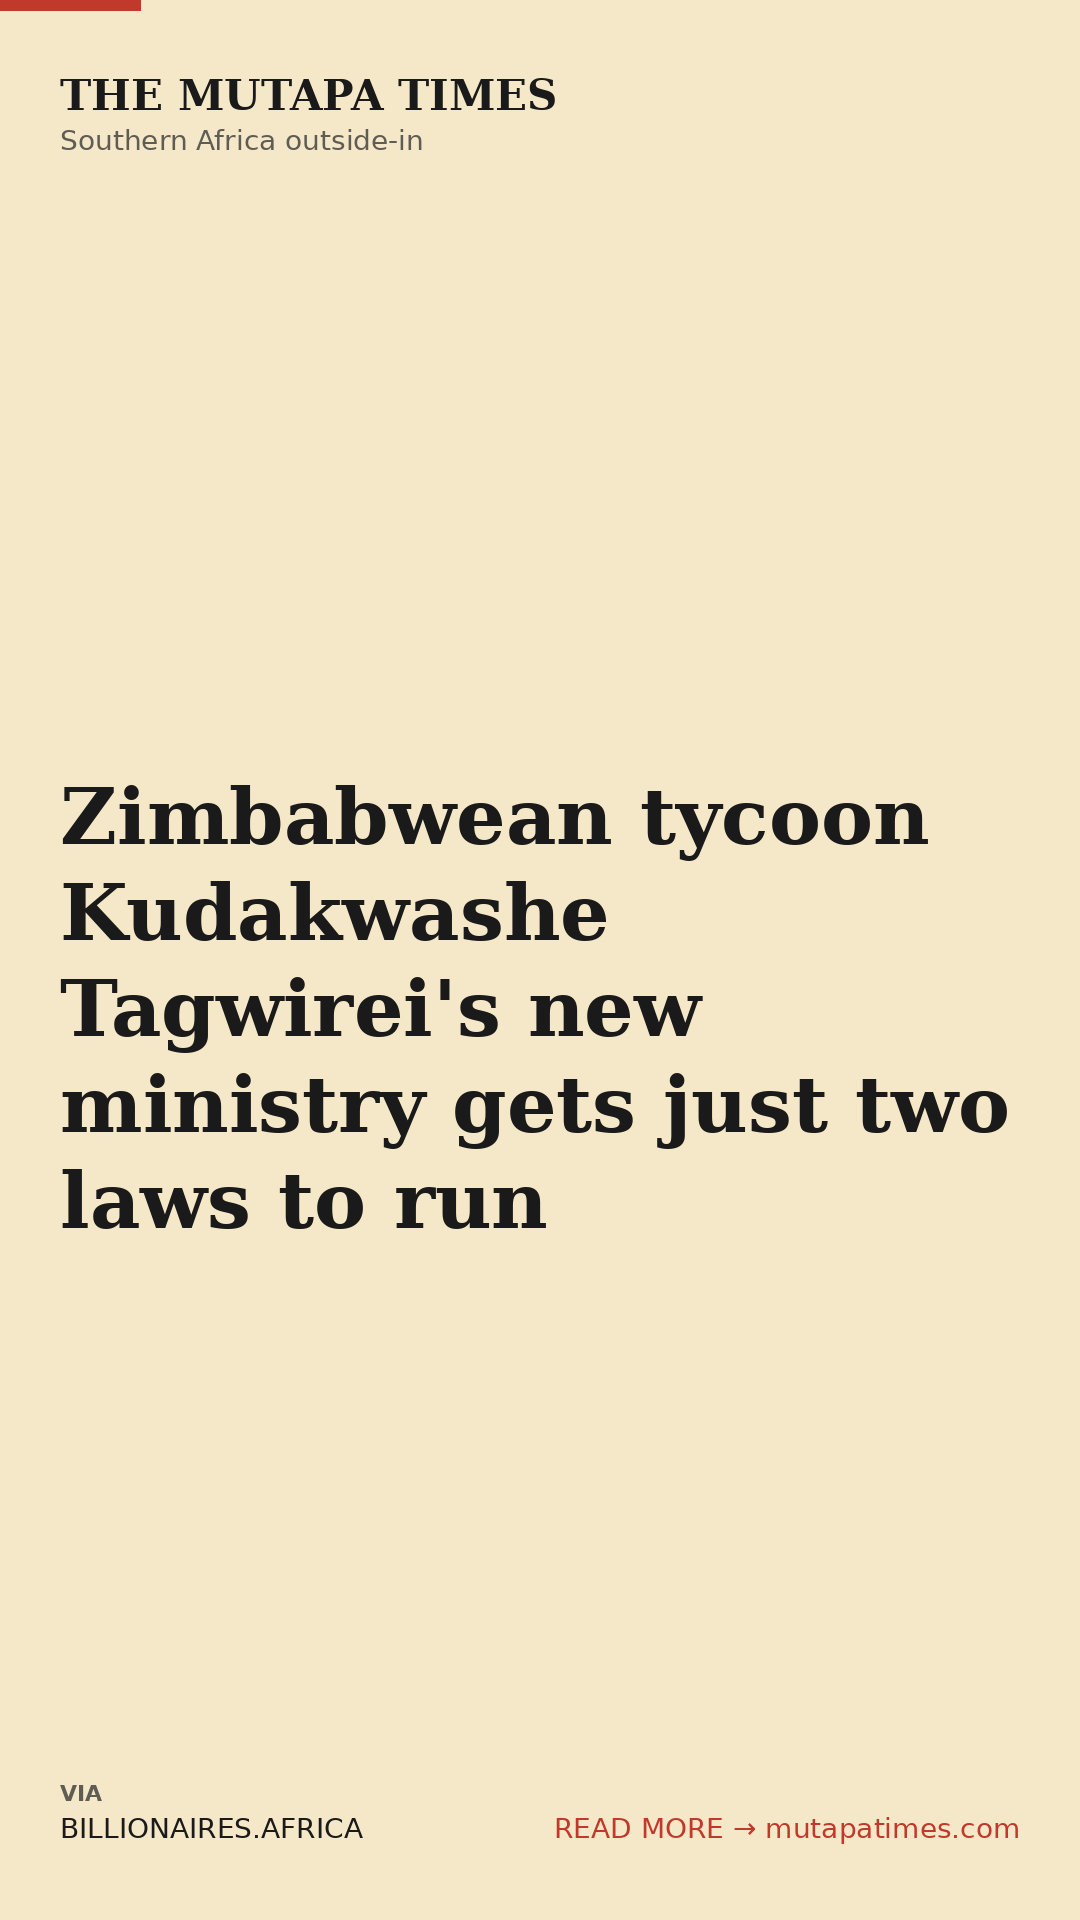 THE MUTAPA TIMES
Southern Africa outside-in
Zimbabwean tycoon
Kudakwashe
Tagwirei's new
ministry gets just two
laws to run
VIA
BILLIONAIRES.AFRICA
READ MORE → mutapatimes.com